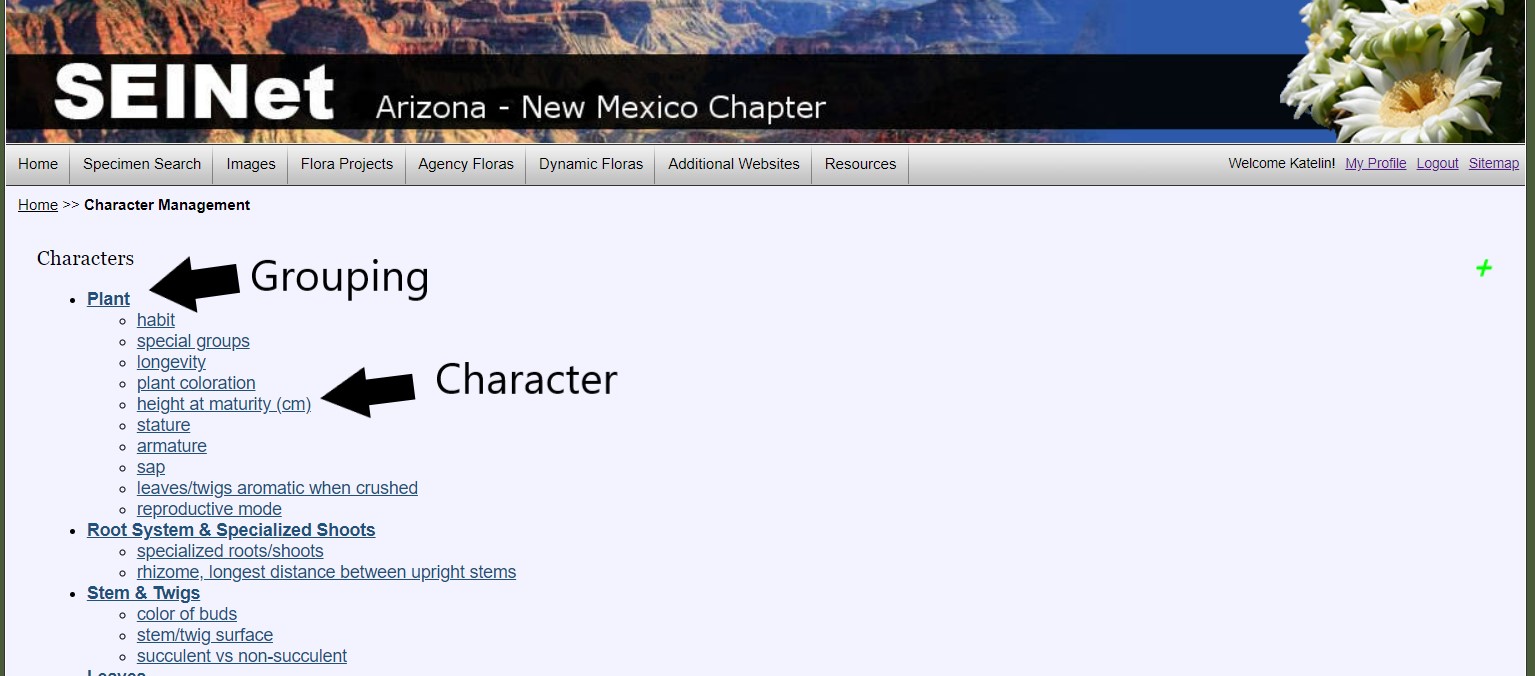 SEINet Arizona - New Mexico Chapter
Home Specimen Search Images Flora Projects Agency Floras Dynamic Floras Additional Websites Resources Welcome Katelin! My Profile Logout Sitemap
Home >> Character Management
Characters
Grouping
Plant
habit
special groups
longevity
plant coloration
Character
height at maturity (cm)
stature
armature
sap
leaves/twigs aromatic when crushed
reproductive mode
Root System & Specialized Shoots
specialized roots/shoots
rhizome, longest distance between upright stems
Stem & Twigs
color of buds
stem/twig surface
succulent vs non-succulent
Leaves